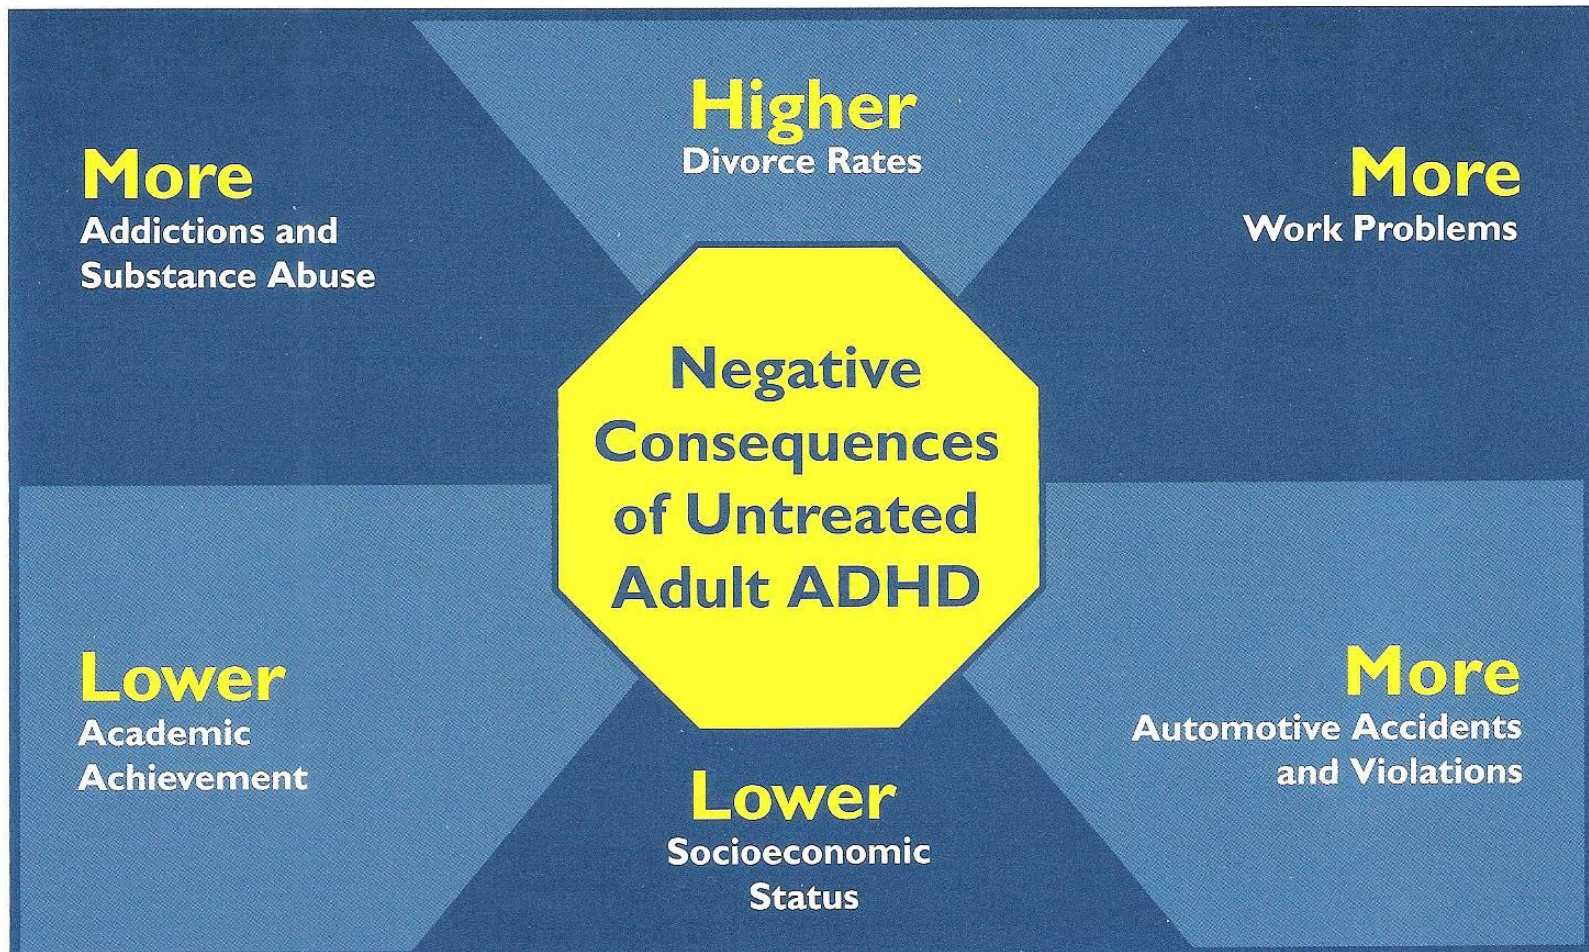 Higher
Divorce Rates
More
Addictions and
Substance Abuse
More
Work Problems
Negative
Consequences
of Untreated
Adult ADHD
Lower
Academic
Achievement
More
Automotive Accidents
and Violations
Lower
Socioeconomic
Status